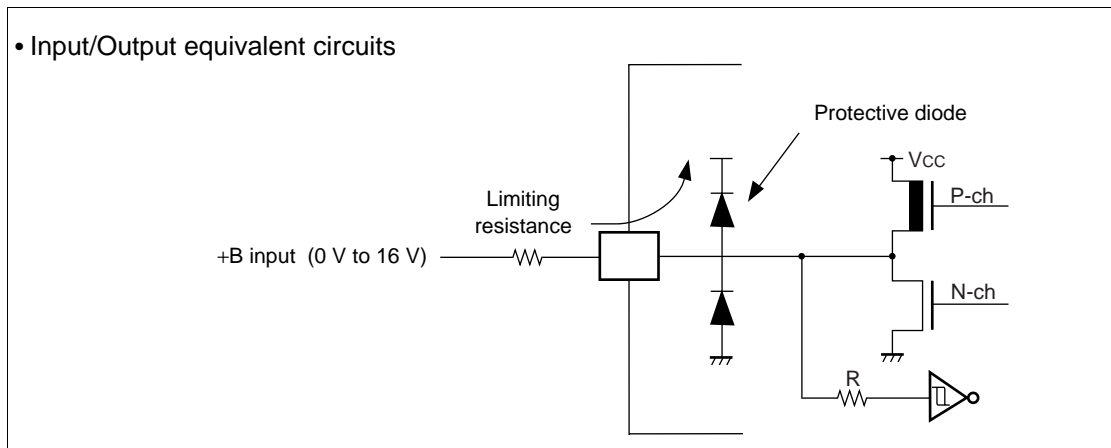 • Input/Output equivalent circuits
Protective diode
VCC
P-ch
Limiting
resistance
+B input (0 V to 16 V)
N-ch
R